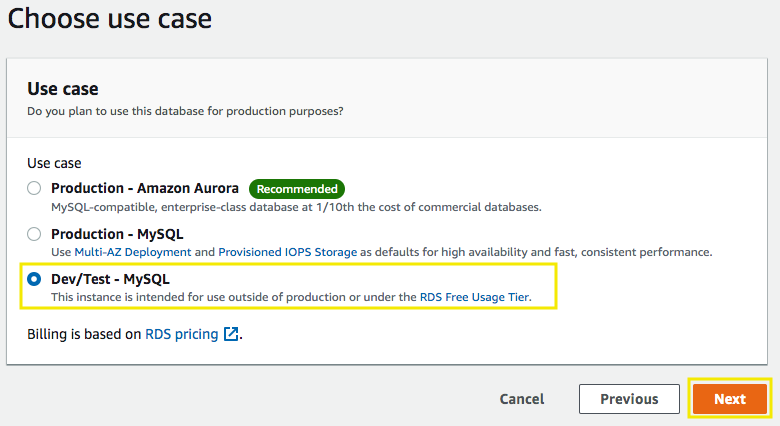 Choose use case
Use case
Do you plan to use this database for production purposes?
Use case
Production - Amazon Aurora Recommended
MySQL-compatible, enterprise-class database at 1/10th the cost of commercial databases.
Production - MySQL
Use Multi-AZ Deployment and Provisioned IOPS Storage as defaults for high availability and fast, consistent performance.
Dev/Test - MySQL
This instance is intended for use outside of production or under the RDS Free Usage Tier.
Billing is based on RDS pricing.
Cancel Previous Next